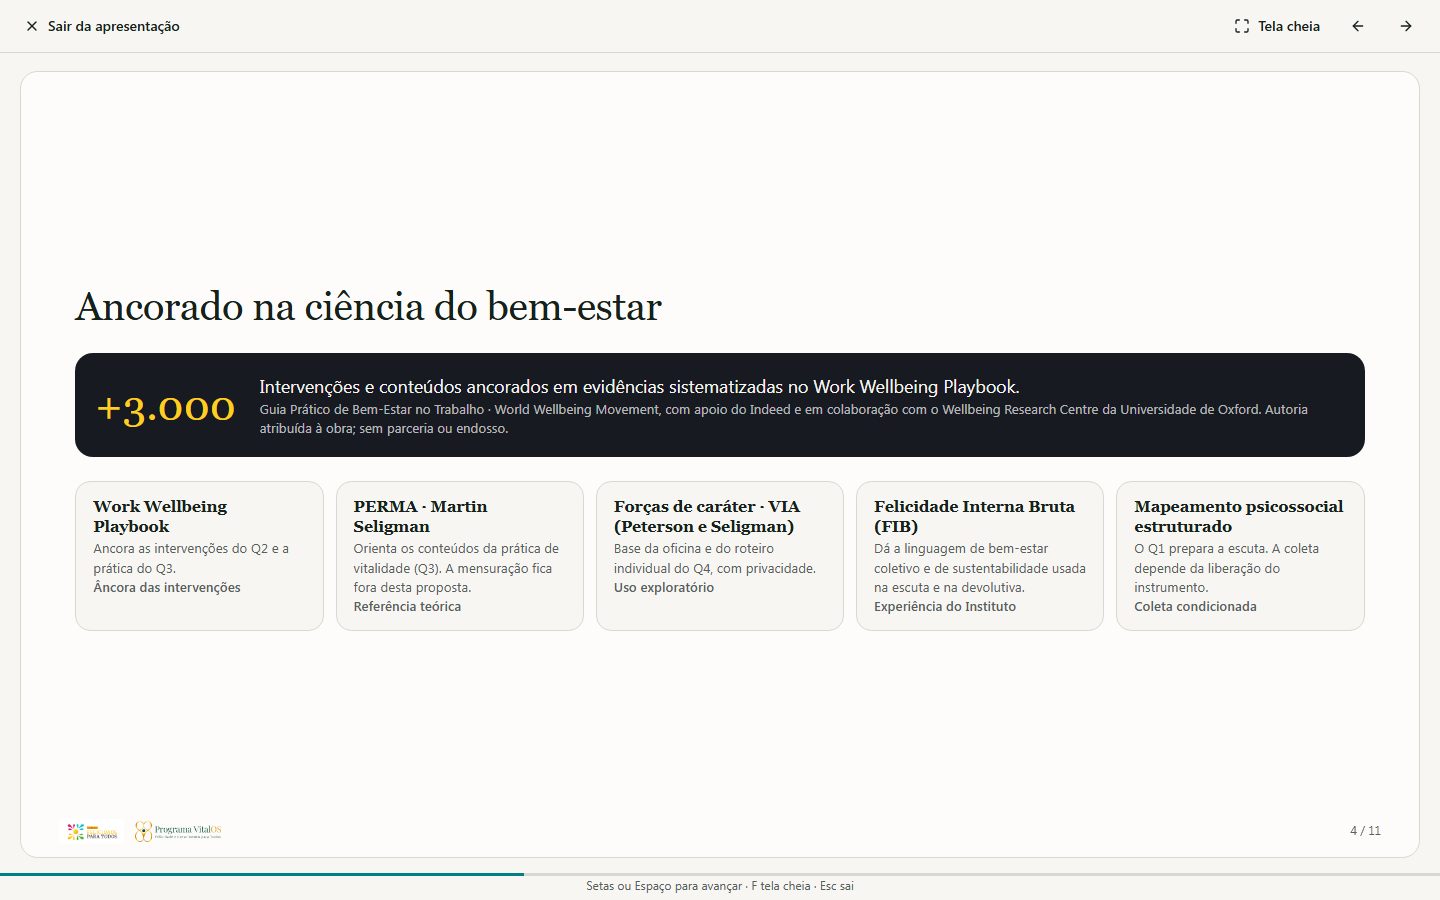 Sair da apresentação
Tela cheia
Ancorado na ciência do bem-estar
+3.000
Intervenções e conteúdos ancorados em evidências sistematizadas no Work Wellbeing Playbook.
Guia Prático de Bem-Estar no Trabalho · World Wellbeing Movement, com apoio do Indeed e em colaboração com o Wellbeing Research Centre da Universidade de Oxford. Autoria
atribuída à obra; sem parceria ou endosso.
Work Wellbeing
Playbook
Ancora as intervenções do Q2 e a
prática do Q3.
Âncora das intervenções
PERMA · Martin
Seligman
Orienta os conteúdos da prática de
vitalidade (Q3). A mensuração fica
fora desta proposta.
Referência teórica
Forças de caráter · VIA
(Peterson e Seligman)
Base da oficina e do roteiro
individual do Q4, com privacidade.
Uso exploratório
Felicidade Interna Bruta
(FIB)
Dá a linguagem de bem-estar
coletivo e de sustentabilidade usada
na escuta e na devolutiva.
Experiência do Instituto
Mapeamento psicossocial
estruturado
O Q1 prepara a escuta. A coleta
depende da liberação do
instrumento.
Coleta condicionada
PARA TODOS
Programa VitalOS
4 / 11
Setas ou Espaço para avançar · F tela cheia · Esc sai